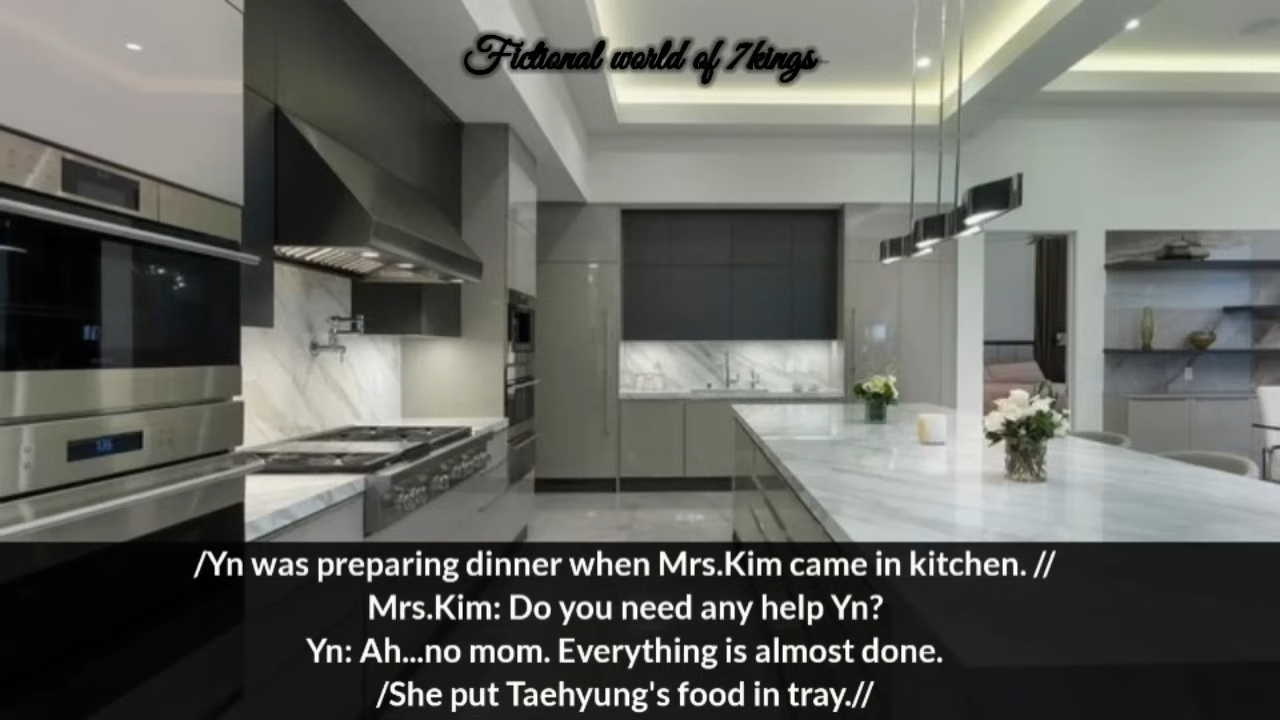 Fictional world of 7kings
/Yn was preparing dinner when Mrs.Kim came in kitchen. //
Mrs.Kim: Do you need any help Yn?
Yn: Ah...no mom. Everything is almost done.
/She put Taehyung's food in tray.//